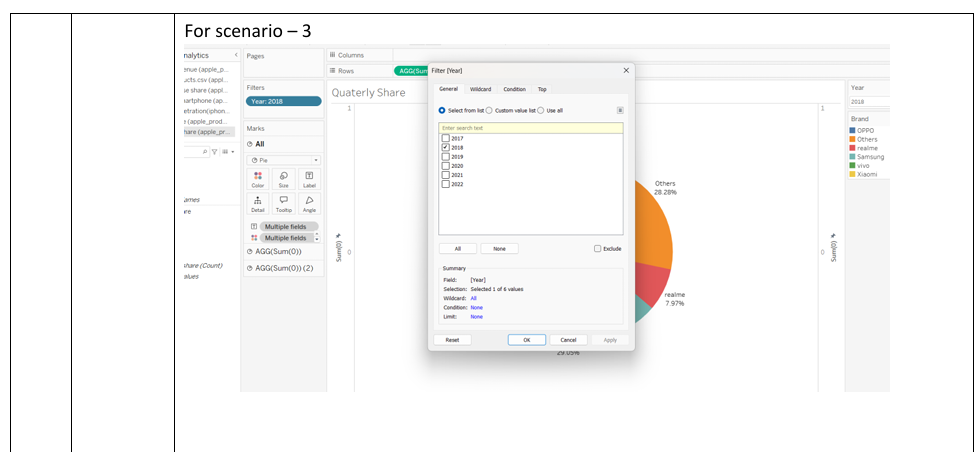 For scenario – 3
nalytics
Pages
Columns
Rows
AGG(Sum
enue (apple_p...
ucts.csv (appl...
ue share (appl...
martphone (ap...
etration(iphon...
e (apple_prod...
hare (apple_pr...
ames
re
share (Count)
alues
Filters
Year: 2018
Marks
All
Pie
Color
Size
Label
Detail
Tooltip
Angle
Multiple fields
Multiple fields
AGG(Sum(0))
AGG(Sum(0)) (2)
Quaterly Share
1
Sum(0)
0
Filter [Year]
General
Wildcard
Condition
Top
Select from list
Custom value list
Use all
Enter search text
2017
2018
2019
2020
2021
2022
All
None
Exclude
Summary
Field: [Year]
Selection: Selected 1 of 6 values
Wildcard: All
Condition: None
Limit: None
Reset
OK
Cancel
Apply
Others
28.28%
realme
7.97%
29.05%
1
0
Sum(0)
Year
2018
Brand
OPPO
Others
realme
Samsung
vivo
Xiaomi